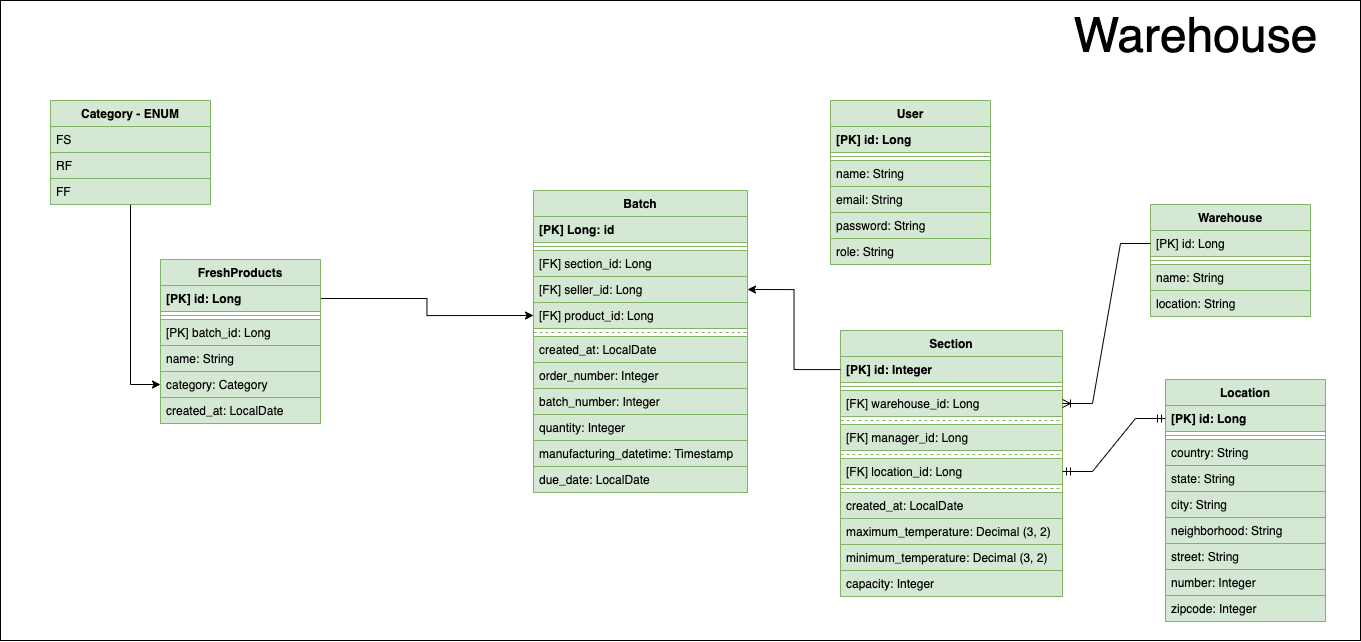 Warehouse
Category - ENUM
FS
RF
FF
FreshProducts
[PK] id: Long
[PK] batch_id: Long
name: String
category: Category
created_at: LocalDate
Batch
[PK] Long: id
[FK] section_id: Long
[FK] seller_id: Long
[FK] product_id: Long
created_at: LocalDate
order_number: Integer
batch_number: Integer
quantity: Integer
manufacturing_datetime: Timestamp
due_date: LocalDate
User
[PK] id: Long
name: String
email: String
password: String
role: String
Section
[PK] id: Integer
[FK] warehouse_id: Long
[FK] manager_id: Long
[FK] location_id: Long
created_at: LocalDate
maximum_temperature: Decimal (3, 2)
minimum_temperature: Decimal (3, 2)
capacity: Integer
Warehouse
[PK] id: Long
name: String
location: String
Location
[PK] id: Long
country: String
state: String
city: String
neighborhood: String
street: String
number: Integer
zipcode: Integer